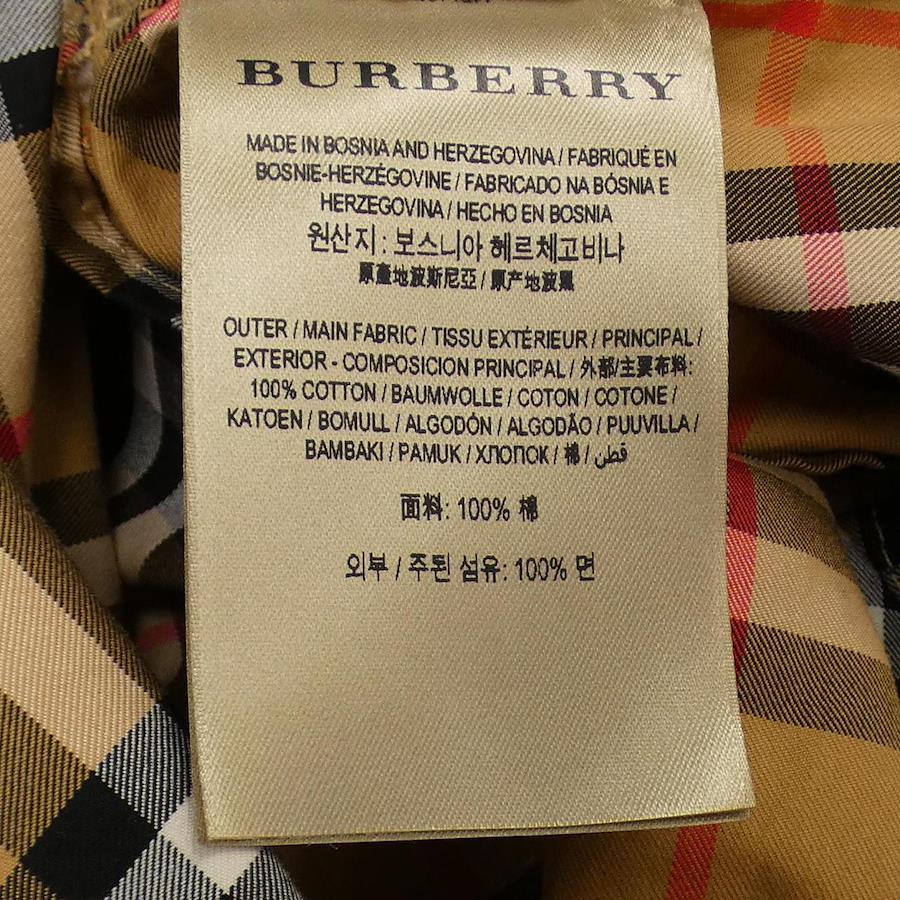 BURBERRY
MADE IN BOSNIA AND HERZEGOVINA / FABRIQUÉ EN
BOSNIE-HERZÉGOVINE / FABRICADO NA BÓSNIA E
HERZEGOVINA / HECHO EN BOSNIA
원산지 : 보스니아 헤르체고비나
原產地波斯尼亞 / 原产地波黑
OUTER / MAIN FABRIC / TISSU EXTÉRIEUR / PRINCIPAL /
EXTERIOR - COMPOSICION PRINCIPAL / 外部/主要布料:
100% COTTON / BAUMWOLLE / COTON / COTONE /
KATOEN / BOMULL / ALGODÓN / ALGODÃO / PUUVILLA /
BAMBAKI / PAMUK / ХЛОПОК / 棉 / قطن
面料: 100% 棉
외부 / 주된 섬유: 100% 면